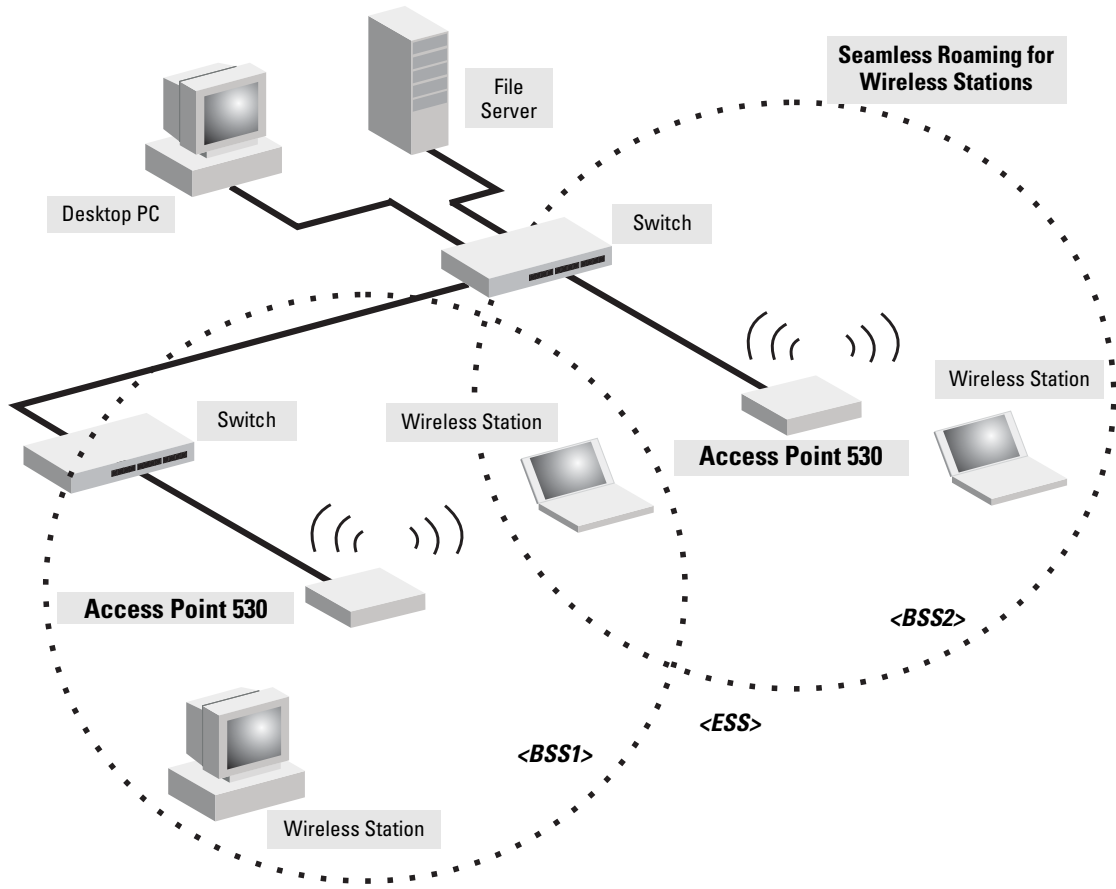 Seamless Roaming for
Wireless Stations
File
Server
Desktop PC
Switch
Wireless Station
Switch
Wireless Station
Access Point 530
Access Point 530
<BSS2>
<ESS>
<BSS1>
Wireless Station